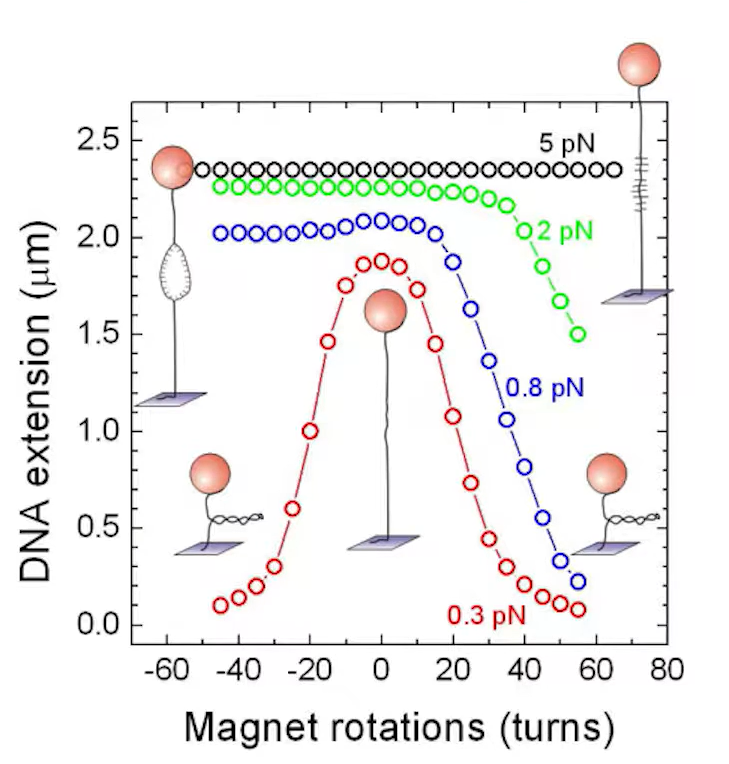 DNA extension (μm)
2.5
2.0
1.5
1.0
0.5
0.0
5 pN
2 pN
0.8 pN
0.3 pN
-60 -40 -20 0 20 40 60 80
Magnet rotations (turns)